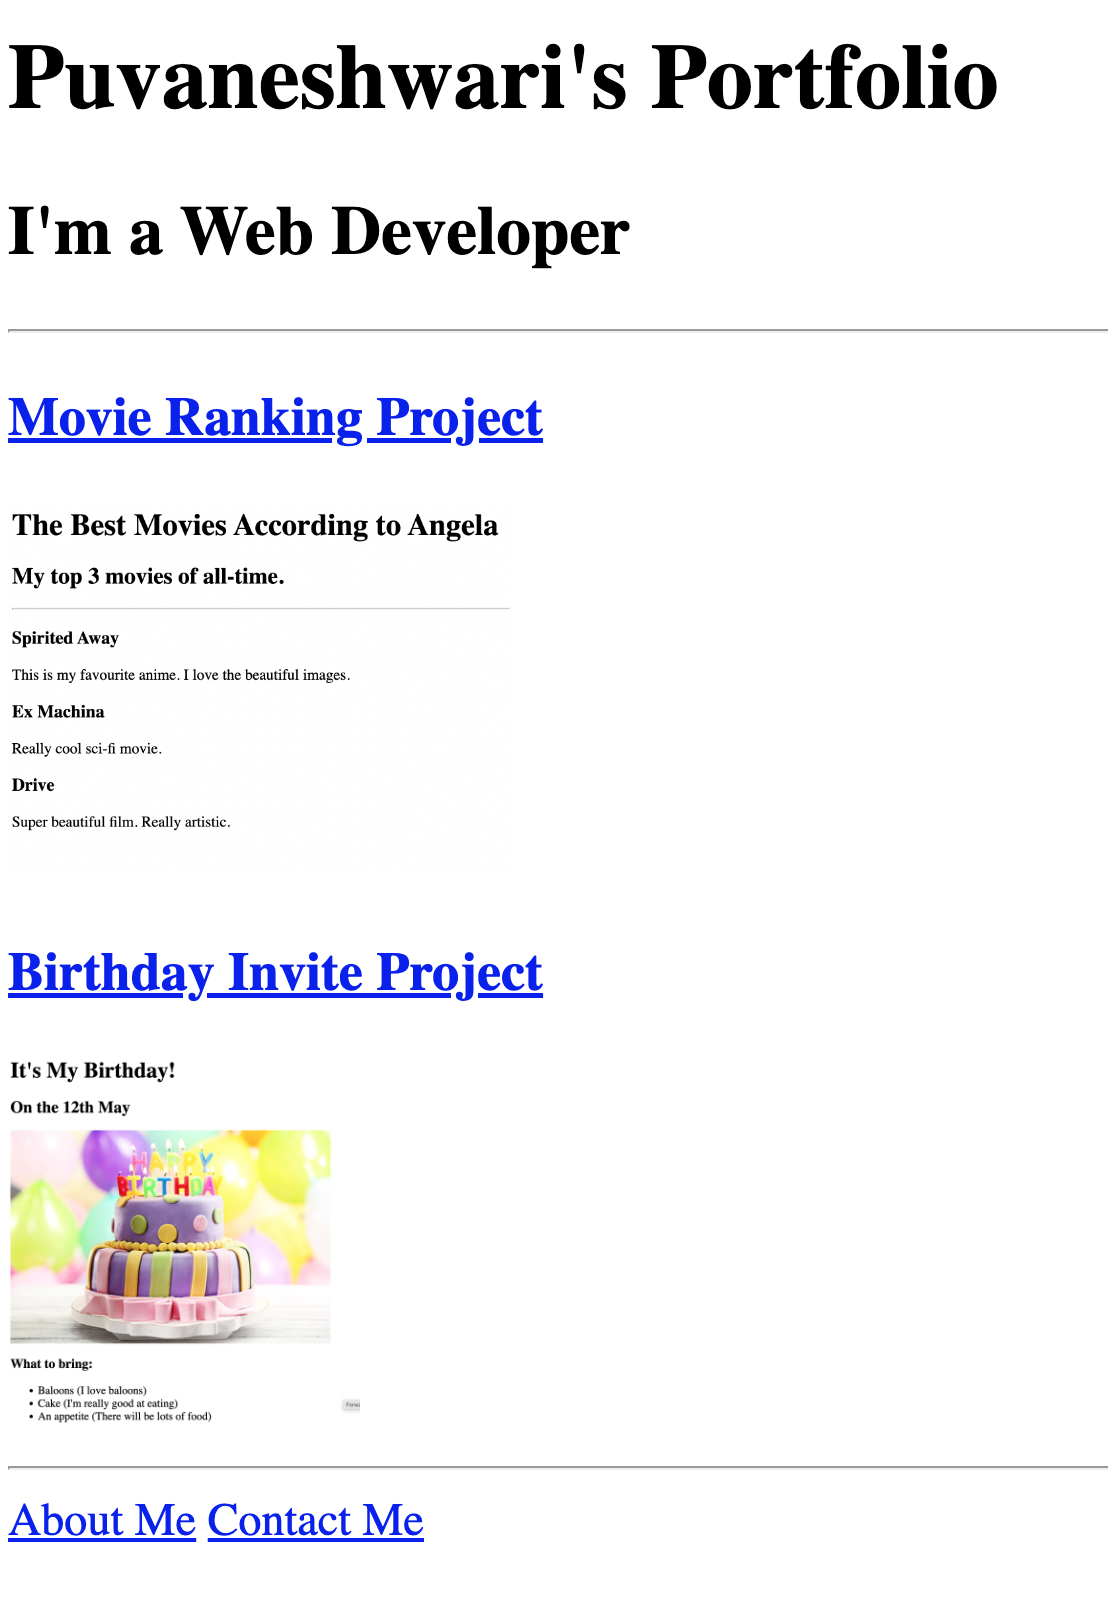 Puvaneshwari's Portfolio
I'm a Web Developer
Movie Ranking Project
The Best Movies According to Angela
My top 3 movies of all-time.
Spirited Away
This is my favourite anime. I love the beautiful images.
Ex Machina
Really cool sci-fi movie.
Drive
Super beautiful film. Really artistic.
Birthday Invite Project
It's My Birthday!
On the 12th May
HAPPY
BIRTHDAY
What to bring:
• Baloons (I love baloons)
• Cake (I'm really good at eating)
• An appetite (There will be lots of food)
About Me Contact Me